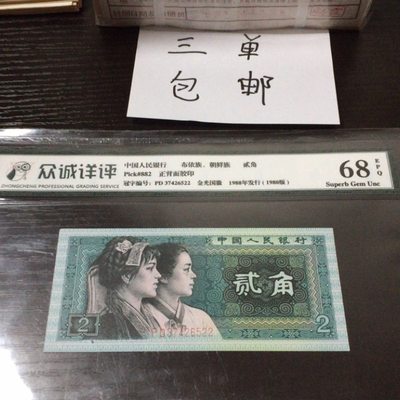 三单
包邮
众诚详评
ZHONGCHENG PROFESSIONAL GRADING SERVICE
中国人民银行 布依族、朝鲜族 贰角
Pick#882 正背面胶印
冠字编号: PD 37426522 金光国徽 1988年发行 (1980版)
68 EPQ
Superb Gem Unc
中国人民银行
贰角
PD37426522
2
2